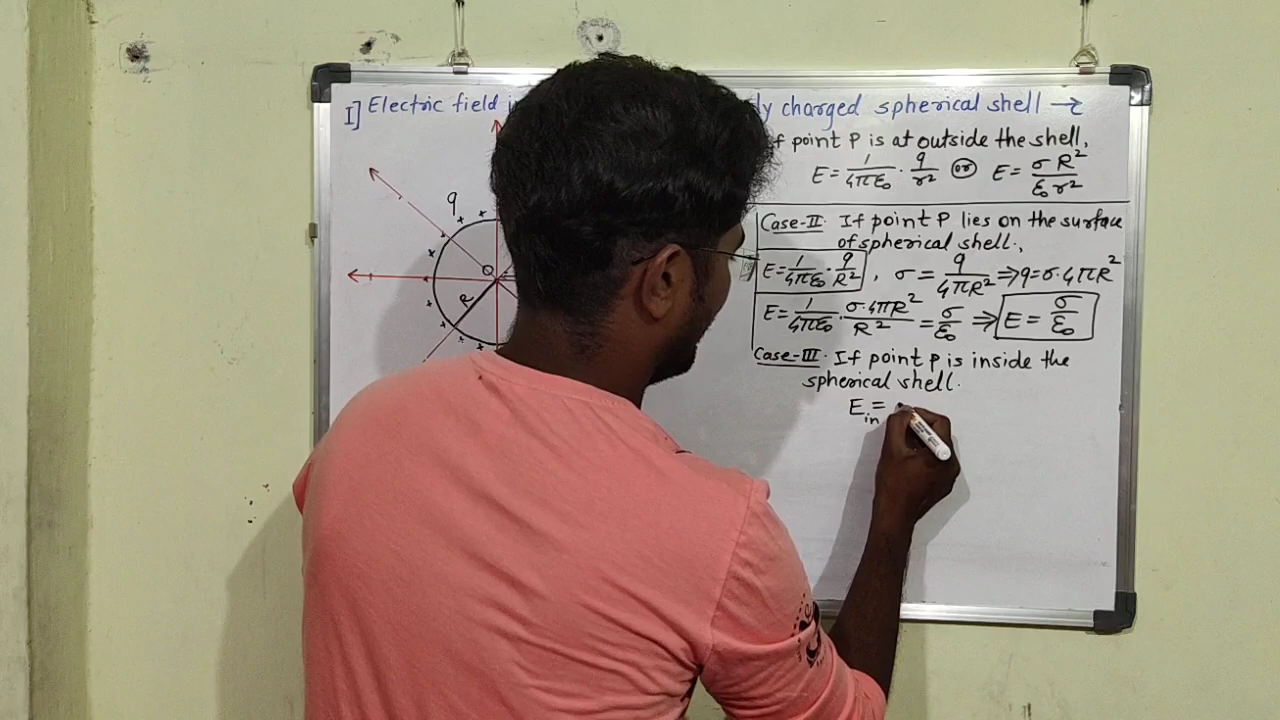 I] Electric field charged spherical shell →
point P is at outside the shell,
E = 1/4πε₀ · q/r² or E = σR²/ε₀r²
Case-II: If point P lies on the surface
of spherical shell.,
E = 1/4πε₀ · q/R² , σ = q/4πR² ⇒ q = σ·4πR²
E = 1/4πε₀ · σ·4πR²/R² = σ/ε₀ ⇒ E = σ/ε₀
Case-III: If point P is inside the
spherical shell.
E_in =
q
O
R